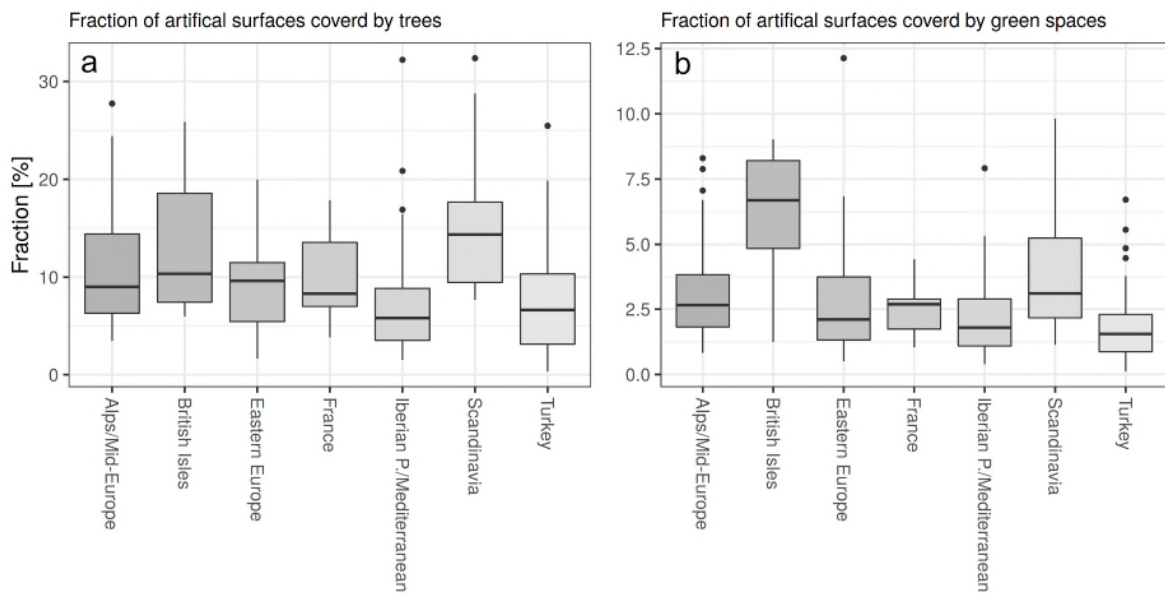 Fraction of artifical surfaces coverd by trees
a
Fraction [%]
30
20
10
0
Alps/Mid-Europe
British Isles
Eastern Europe
France
Iberian P./Mediterranean
Scandinavia
Turkey
Fraction of artifical surfaces coverd by green spaces
b
12.5
10.0
7.5
5.0
2.5
0.0
Alps/Mid-Europe
British Isles
Eastern Europe
France
Iberian P./Mediterranean
Scandinavia
Turkey